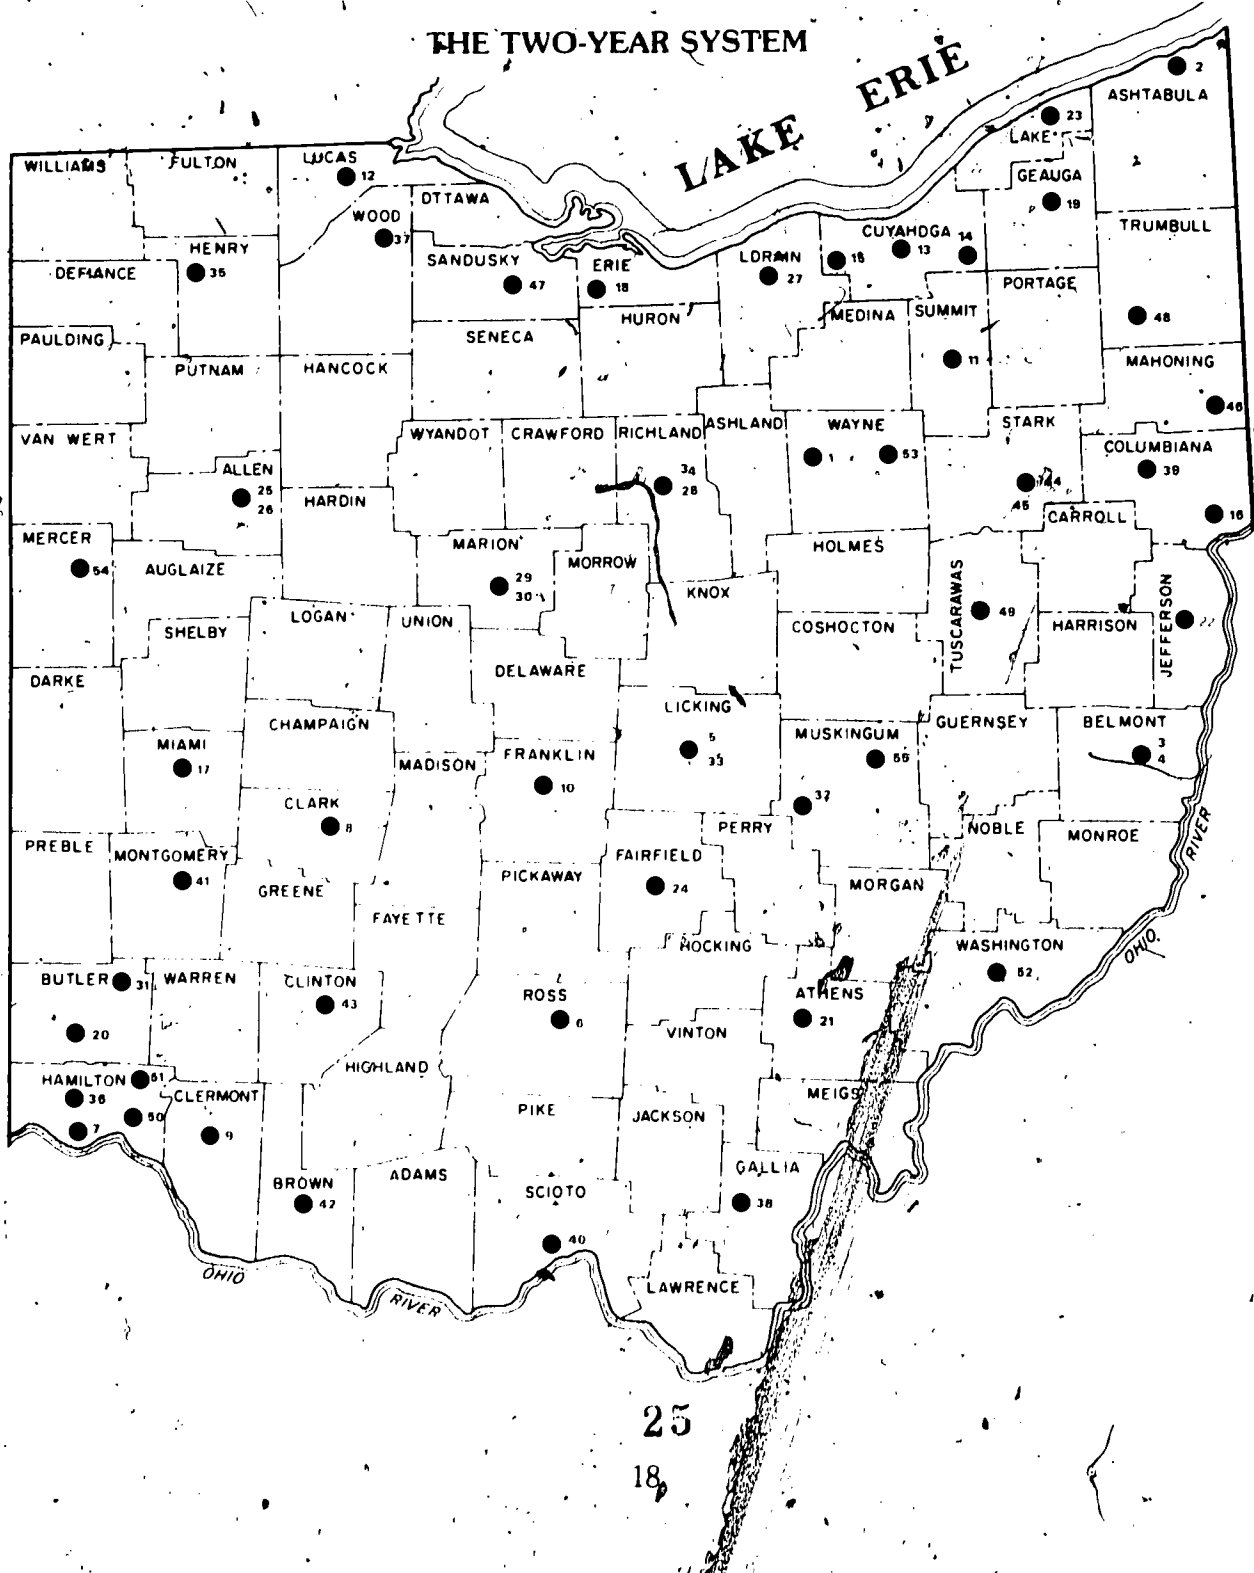 THE TWO-YEAR SYSTEM
LAKE ERIE
2
ASHTABULA
23
LAKE
WILLIAMS
FULTON
LUCAS
12
GEAUGA
19
OTTAWA
WOOD
37
TRUMBULL
CUYAHOGA
13
14
15
HENRY
35
DEFIANCE
SANDUSKY
47
ERIE
18
LORAIN
27
PORTAGE
MEDINA
SUMMIT
11
48
HURON
PAULDING
SENECA
PUTNAM
HANCOCK
MAHONING
46
VAN WERT
WYANDOT
CRAWFORD
RICHLAND
34
28
ASHLAND
WAYNE
1
53
STARK
44
45
COLUMBIANA
39
16
ALLEN
25
26
HARDIN
CARROLL
MERCER
54
AUGLAIZE
MARION
29
30
MORROW
HOLMES
KNOX
TUSCARAWAS
49
HARRISON
JEFFERSON
22
SHELBY
LOGAN
UNION
COSHOCTON
DELAWARE
DARKE
LICKING
5
33
CHAMPAIGN
MIAMI
17
MADISON
FRANKLIN
10
MUSKINGUM
55
32
GUERNSEY
BELMONT
3
4
CLARK
8
PERRY
NOBLE
MONROE
RIVER
PREBLE
MONTGOMERY
41
GREENE
FAYETTE
PICKAWAY
FAIRFIELD
24
MORGAN
HOCKING
WASHINGTON
52
OHIO
BUTLER
31
20
WARREN
CLINTON
43
ROSS
6
ATHENS
21
VINTON
HAMILTON
51
36
50
7
CLERMONT
9
HIGHLAND
PIKE
JACKSON
MEIGS
BROWN
42
ADAMS
SCIOTO
40
GALLIA
38
LAWRENCE
OHIO
RIVER
25
18